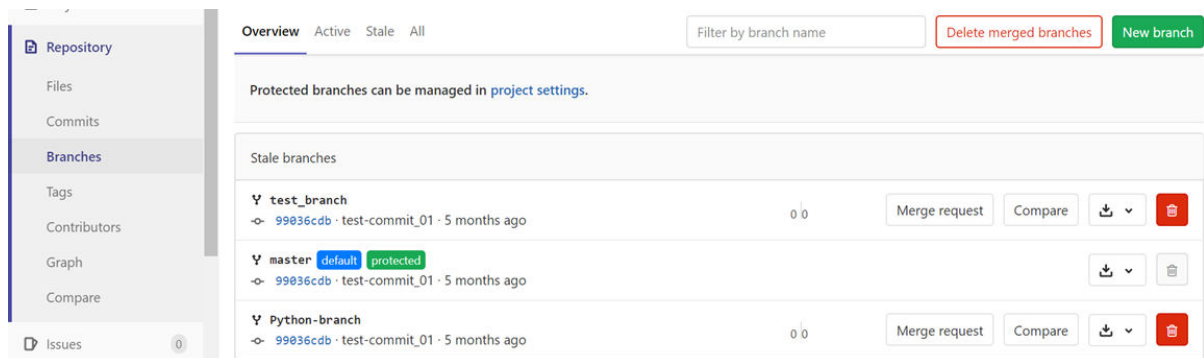 Repository
Files
Commits
Branches
Tags
Contributors
Graph
Compare
Issues 0
Overview Active Stale All Filter by branch name Delete merged branches New branch
Protected branches can be managed in project settings.
Stale branches
test_branch
99036cdb · test-commit_01 · 5 months ago
0 0 Merge request Compare
master default protected
99036cdb · test-commit_01 · 5 months ago
Python-branch
99036cdb · test-commit_01 · 5 months ago
0 0 Merge request Compare